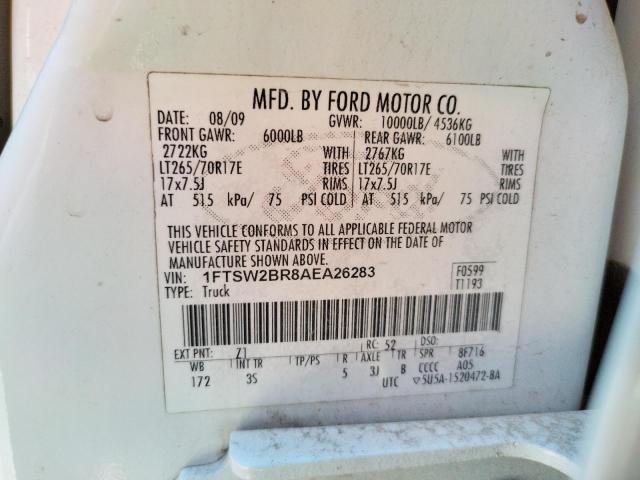 MFD. BY FORD MOTOR CO.
DATE: 08/09 GVWR: 10000LB/ 4536KG
FRONT GAWR: 6000LB REAR GAWR: 6100LB
2722KG WITH 2767KG WITH
LT265/70R17E TIRES LT265/70R17E TIRES
17x7.5J RIMS 17x7.5J RIMS
AT 515 kPa/ 75 PSI COLD AT 515 kPa/ 75 PSI COLD
THIS VEHICLE CONFORMS TO ALL APPLICABLE FEDERAL MOTOR
VEHICLE SAFETY STANDARDS IN EFFECT ON THE DATE OF
MANUFACTURE SHOWN ABOVE.
VIN: 1FTSW2BR8AEA26283 F0599
TYPE: Truck T1193
EXT PNT: Z1 RC: 52 DSO:
WB INT TR TP/PS R AXLE TR SPR 8F716
172 3S 5 3J B CCCC A05
UTC ▽5U5A-1520472-BA